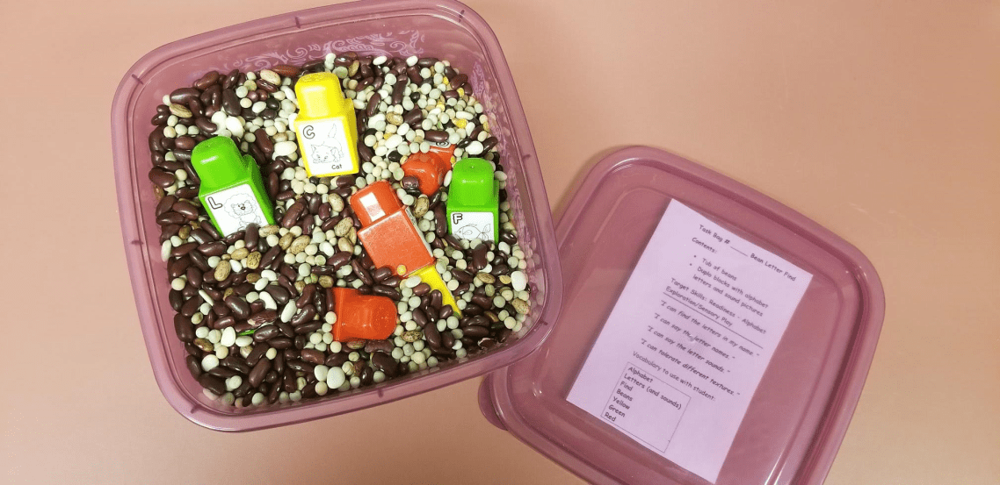 C
Cat
L
F
Task Bag # ______ Bean Letter Find
Contents:
• Tub of beans
• Duplo blocks with alphabet
letters and sound pictures
Target Skills: Readiness - Alphabet
Exploration/Sensory Play
"I can find the letters in my name."
"I can say the letter names."
"I can say the letter sounds."
"I can tolerate different textures."
Vocabulary to use with student:
Alphabet
Letters (and sounds)
Find
Beans
Yellow
Green
Red